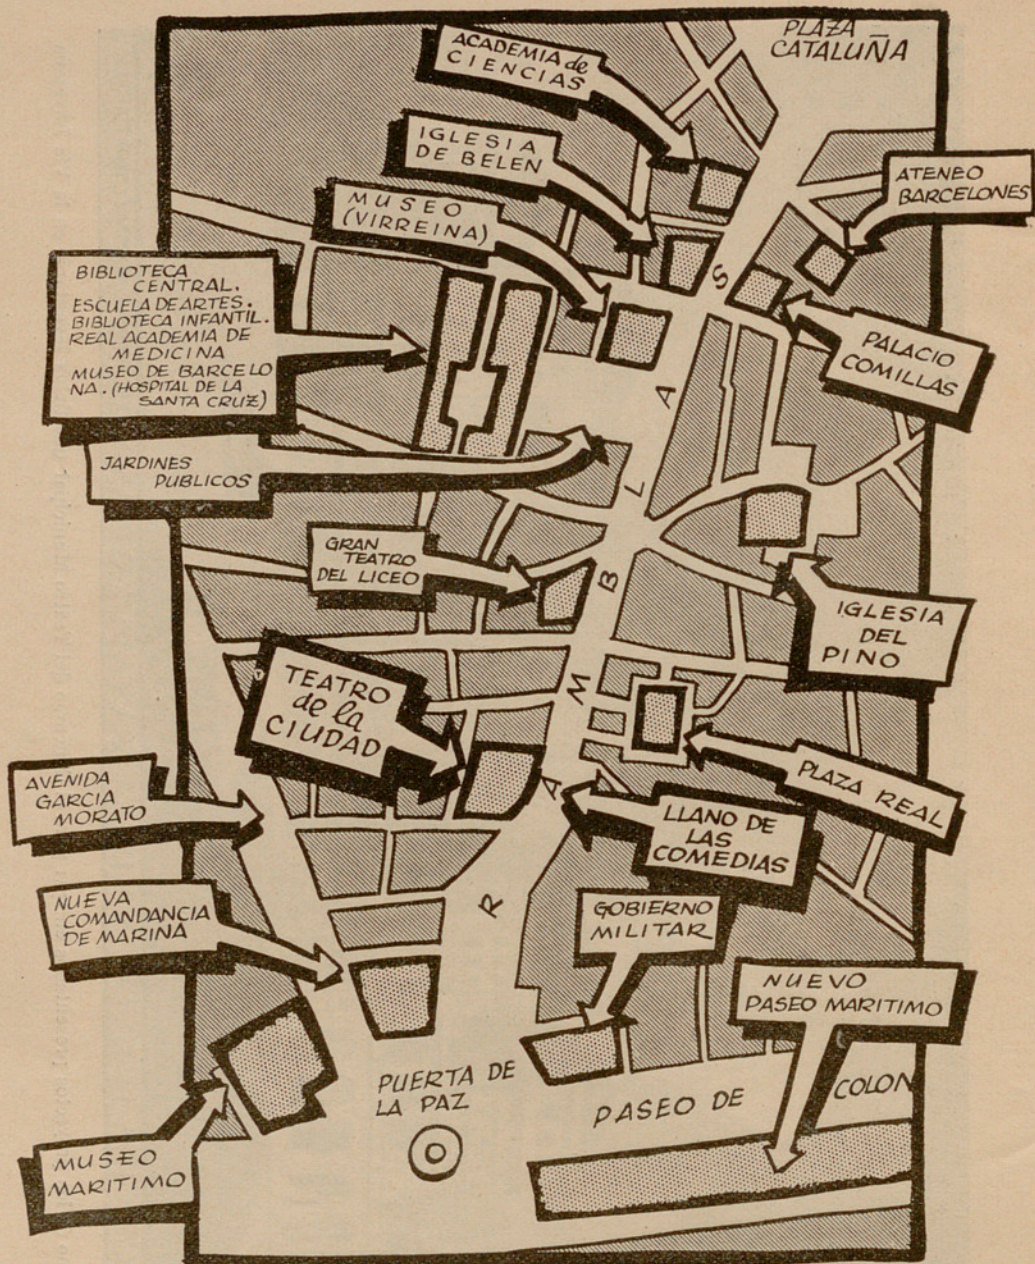 PLAZA
CATALUÑA
ACADEMIA de
CIENCIAS
IGLESIA
DE BELEN
ATENEO
BARCELONES
MUSEO
(VIRREINA)
BIBLIOTECA
CENTRAL.
ESCUELA DE ARTES.
BIBLIOTECA INFANTIL.
REAL ACADEMIA DE
MEDICINA
MUSEO DE BARCELO
NA. (HOSPITAL DE LA
SANTA CRUZ)
PALACIO
COMILLAS
JARDINES
PUBLICOS
GRAN
TEATRO
DEL LICEO
IGLESIA
DEL
PINO
TEATRO
de la
CIUDAD
PLAZA REAL
AVENIDA
GARCIA
MORATO
LLANO DE
LAS
COMEDIAS
NUEVA
COMANDANCIA
DE MARINA
GOBIERNO
MILITAR
NUEVO
PASEO MARITIMO
RAMBLAS
PUERTA DE
LA PAZ
PASEO DE COLON
MUSEO
MARITIMO